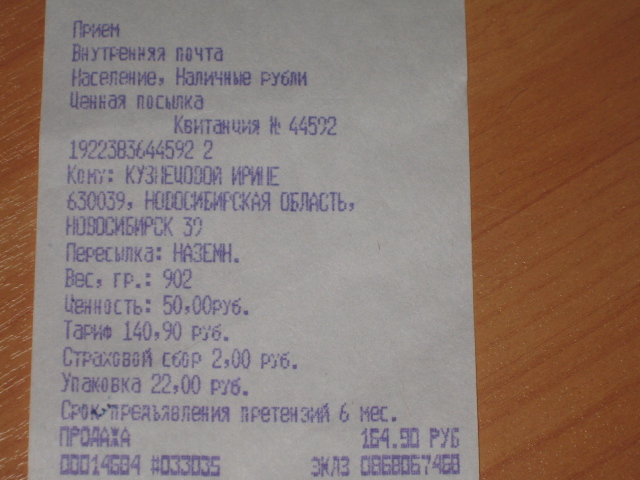 Прием
Внутренняя почта
Население, Наличные рубли
Ценная посылка
Квитанция № 44592
1922383644592 2
Кому: КУЗНЕЦОВОЙ ИРИНЕ
630039, НОВОСИБИРСКАЯ ОБЛАСТЬ,
НОВОСИБИРСК 39
Пересылка: НАЗЕМН.
Вес, гр.: 902
Ценность: 50,00руб.
Тариф 140,90 руб.
Страховой сбор 2,00 руб.
Упаковка 22,00 руб.
Срок предъявления претензий 6 мес.
ПРОДАЖА 164.90 РУБ
00014684 #033035 ЭКЛЗ 0868067468